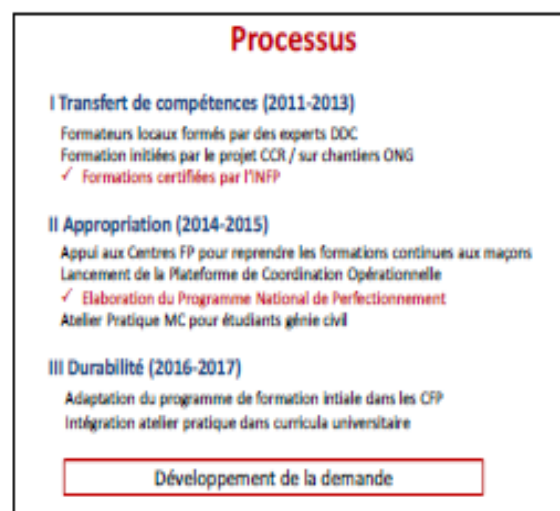 Processus
I Transfert de compétences (2011-2013)
Formateurs locaux formés par des experts DDC
Formation initiées par le projet CCR / sur chantiers ONG
✓ Formations certifiées par l'INFP
II Appropriation (2014-2015)
Appui aux Centres FP pour reprendre les formations continues aux maçons
Lancement de la Plateforme de Coordination Opérationnelle
✓ Elaboration du Programme National de Perfectionnement
Atelier Pratique MC pour étudiants génie civil
III Durabilité (2016-2017)
Adaptation du programme de formation intiale dans les CFP
Intégration atelier pratique dans curricula universitaire
Développement de la demande